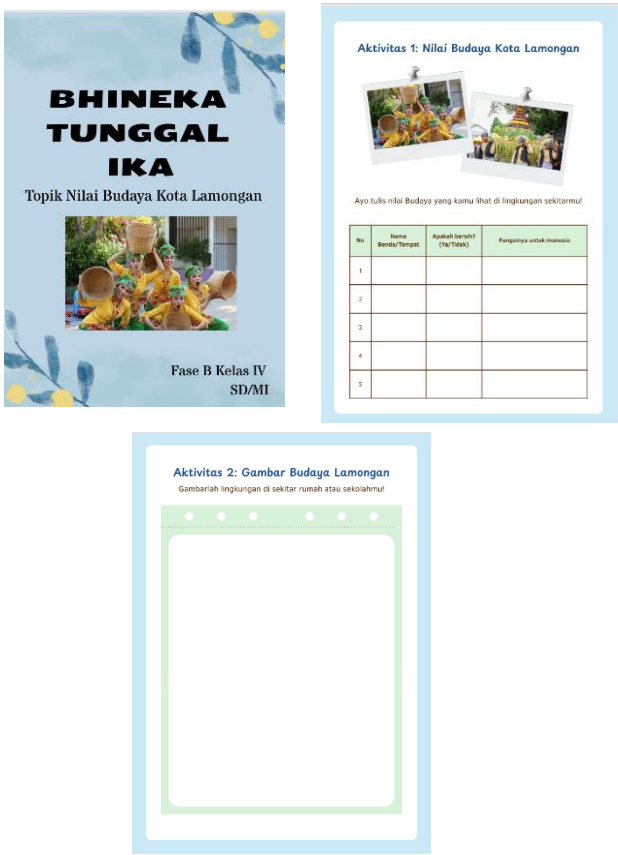 BHINEKA
TUNGGAL
IKA
Topik Nilai Budaya Kota Lamongan
Fase B Kelas IV
SD/MI
Aktivitas 1: Nilai Budaya Kota Lamongan
Ayo tulis nilai Budaya yang kamu lihat di lingkungan sekitarmu!
No Nama Benda/Tempat Apakah bersih? (Ya/Tidak) Fungsinya untuk manusia
1
2
3
4
5
Aktivitas 2: Gambar Budaya Lamongan
Gambarlah lingkungan di sekitar rumah atau sekolahmu!